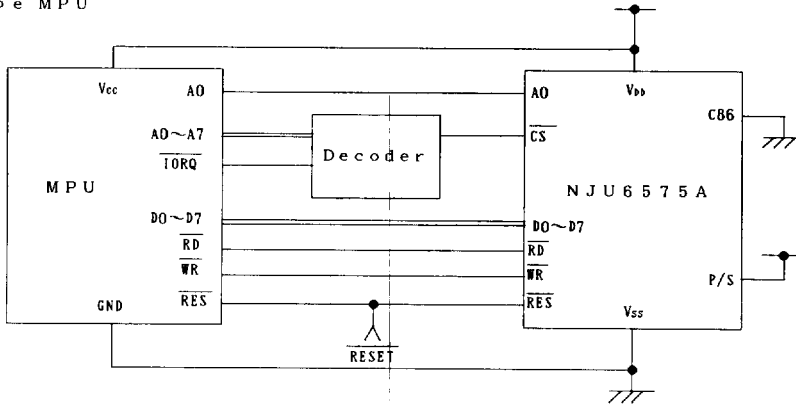 pe MPU
Vcc
A0
A0~A7
IORQ
MPU
D0~D7
RD
WR
RES
GND
Decoder
RESET
A0
VDD
C86
CS
NJU6575A
D0~D7
RD
WR
P/S
RES
VSS